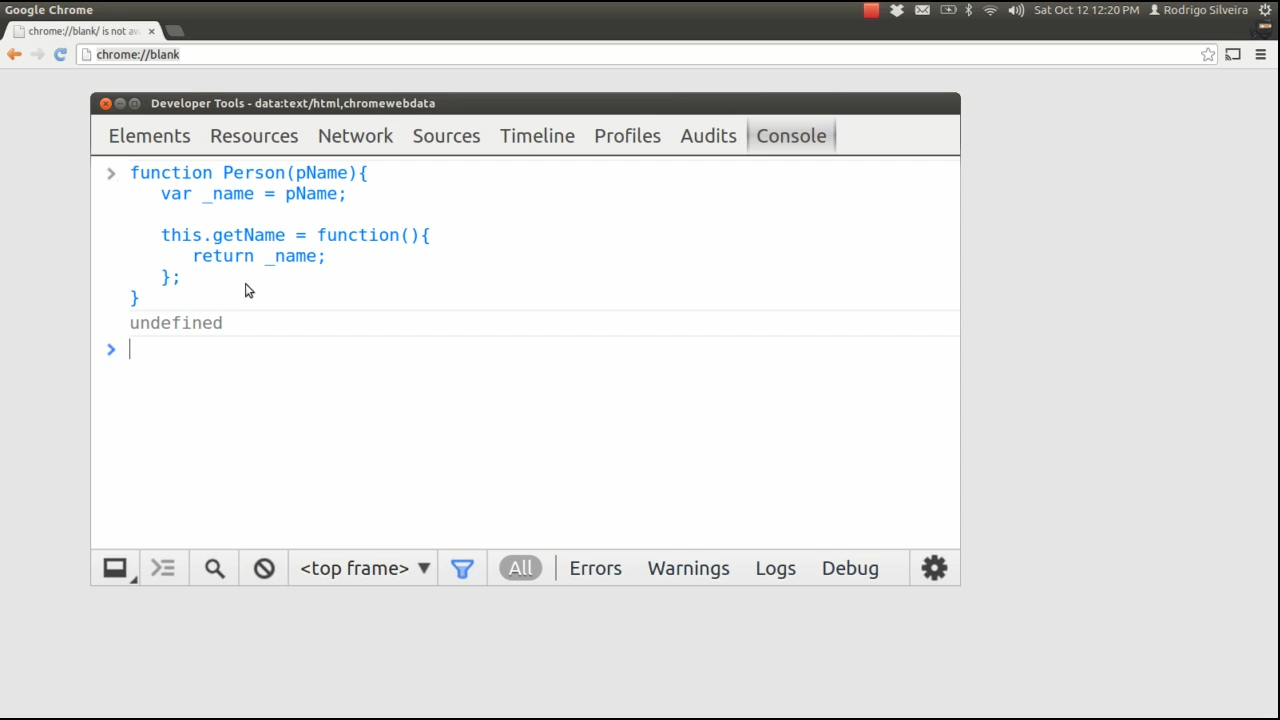 Google Chrome
Sat Oct 12 12:20 PM
Rodrigo Silveira
chrome://blank/ is not av
chrome://blank
Developer Tools - data:text/html,chromewebdata
Elements Resources Network Sources Timeline Profiles Audits Console
> function Person(pName){
var _name = pName;
this.getName = function(){
return _name;
};
}
undefined
>
<top frame> ▼ All Errors Warnings Logs Debug